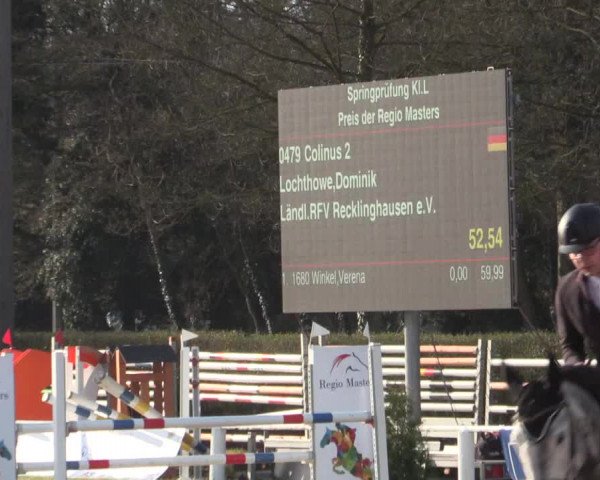 Springprüfung Kl.L
Preis der Regio Masters
0479 Colinus 2
Lochthowe,Dominik
Ländl.RFV Recklinghausen e.V.
52,54
1. 1680 Winkel,Verena 0,00 59,99
Regio Masters